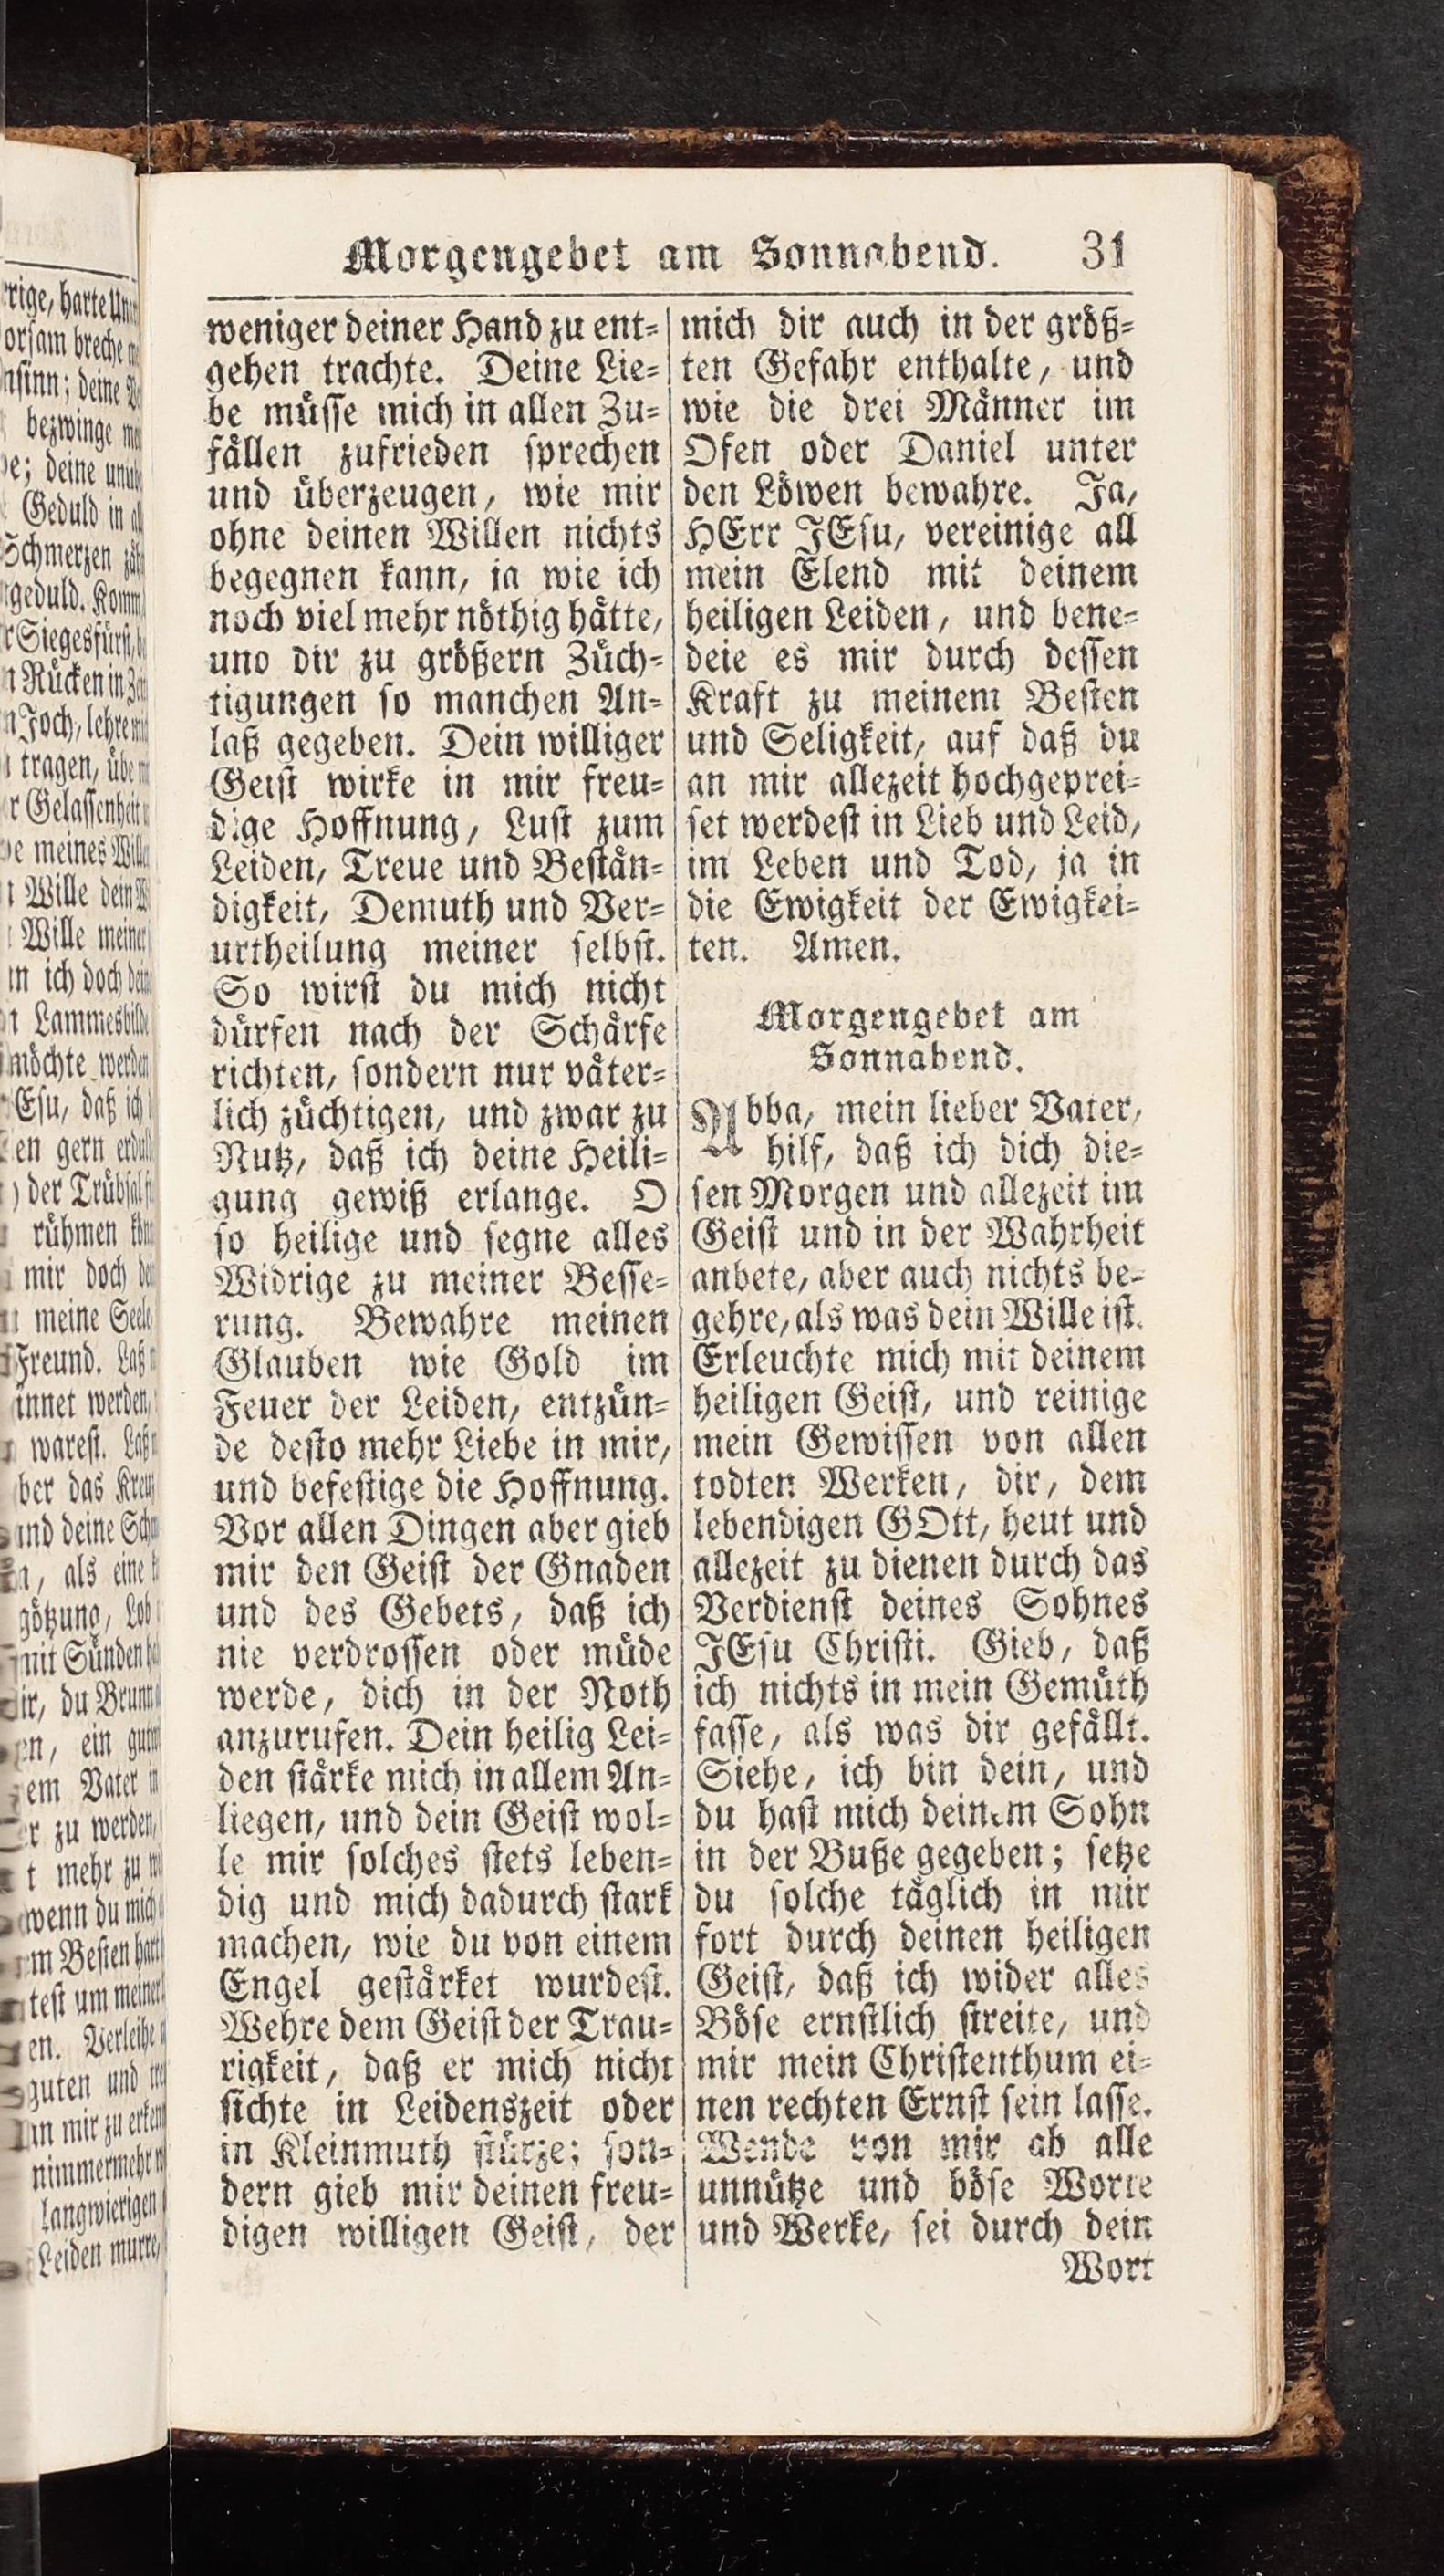 Morgengebet am Sonnabend. 31
weniger deiner Hand zu ent-
gehen trachte. Deine Lie-
be müsse mich in allen Zu-
fällen zufrieden sprechen
und überzeugen, wie mir
ohne deinen Willen nichts
begegnen kann, ja wie ich
noch viel mehr nöthig hätte,
und dir zu größern Züch-
tigungen so manchen An-
laß gegeben. Dein williger
Geist wirke in mir freu-
dige Hoffnung, Lust zum
Leiden, Treue und Bestän-
digkeit, Demuth und Ver-
urtheilung meiner selbst.
So wirst du mich nicht
dürfen nach der Schärfe
richten, sondern nur väter-
lich züchtigen, und zwar zu
Nutz, daß ich deine Heili-
gung gewiß erlange. O
so heilige und segne alles
Widrige zu meiner Besse-
rung. Bewahre meinen
Glauben wie Gold im
Feuer der Leiden, entzün-
de desto mehr Liebe in mir,
und befestige die Hoffnung.
Vor allen Dingen aber gieb
mir den Geist der Gnaden
und des Gebets, daß ich
nie verdrossen oder müde
werde, dich in der Noth
anzurufen. Dein heilig Lei-
den stärke mich in allem An-
liegen, und dein Geist wol-
le mir solches stets leben-
dig und mich dadurch stark
machen, wie du von einem
Engel gestärket wurdest.
Wehre dem Geist der Trau-
rigkeit, daß er mich nicht
sichte in Leidenszeit oder
in Kleinmuth stürze; son-
dern gieb mir deinen freu-
digen willigen Geist, der
mich dir auch in der größ-
ten Gefahr enthalte, und
wie die drei Männer im
Ofen oder Daniel unter
den Löwen bewahre. Ja,
HErr JEsu, vereinige all
mein Elend mit deinem
heiligen Leiden, und bene-
deie es mir durch dessen
Kraft zu meinem Besten
und Seligkeit, auf daß du
an mir allezeit hochgeprei-
set werdest in Lieb und Leid,
im Leben und Tod, ja in
die Ewigkeit der Ewigkei-
ten. Amen.
Morgengebet am
Sonnabend.
Abba, mein lieber Vater,
hilf, daß ich dich die-
sen Morgen und allezeit im
Geist und in der Wahrheit
anbete, aber auch nichts be-
gehre, als was dein Wille ist.
Erleuchte mich mit deinem
heiligen Geist, und reinige
mein Gewissen von allen
todten Werken, dir, dem
lebendigen GOtt, heut und
allezeit zu dienen durch das
Verdienst deines Sohnes
JEsu Christi. Gieb, daß
ich nichts in mein Gemüth
fasse, als was dir gefällt.
Siehe, ich bin dein, und
du hast mich deinem Sohn
in der Buße gegeben; setze
du solche täglich in mir
fort durch deinen heiligen
Geist, daß ich wider alles
Böse ernstlich streite, und
mir mein Christenthum ei-
nen rechten Ernst sein lasse.
Wende von mir ab alle
unnütze und böse Worte
und Werke, sei durch dein
Wort